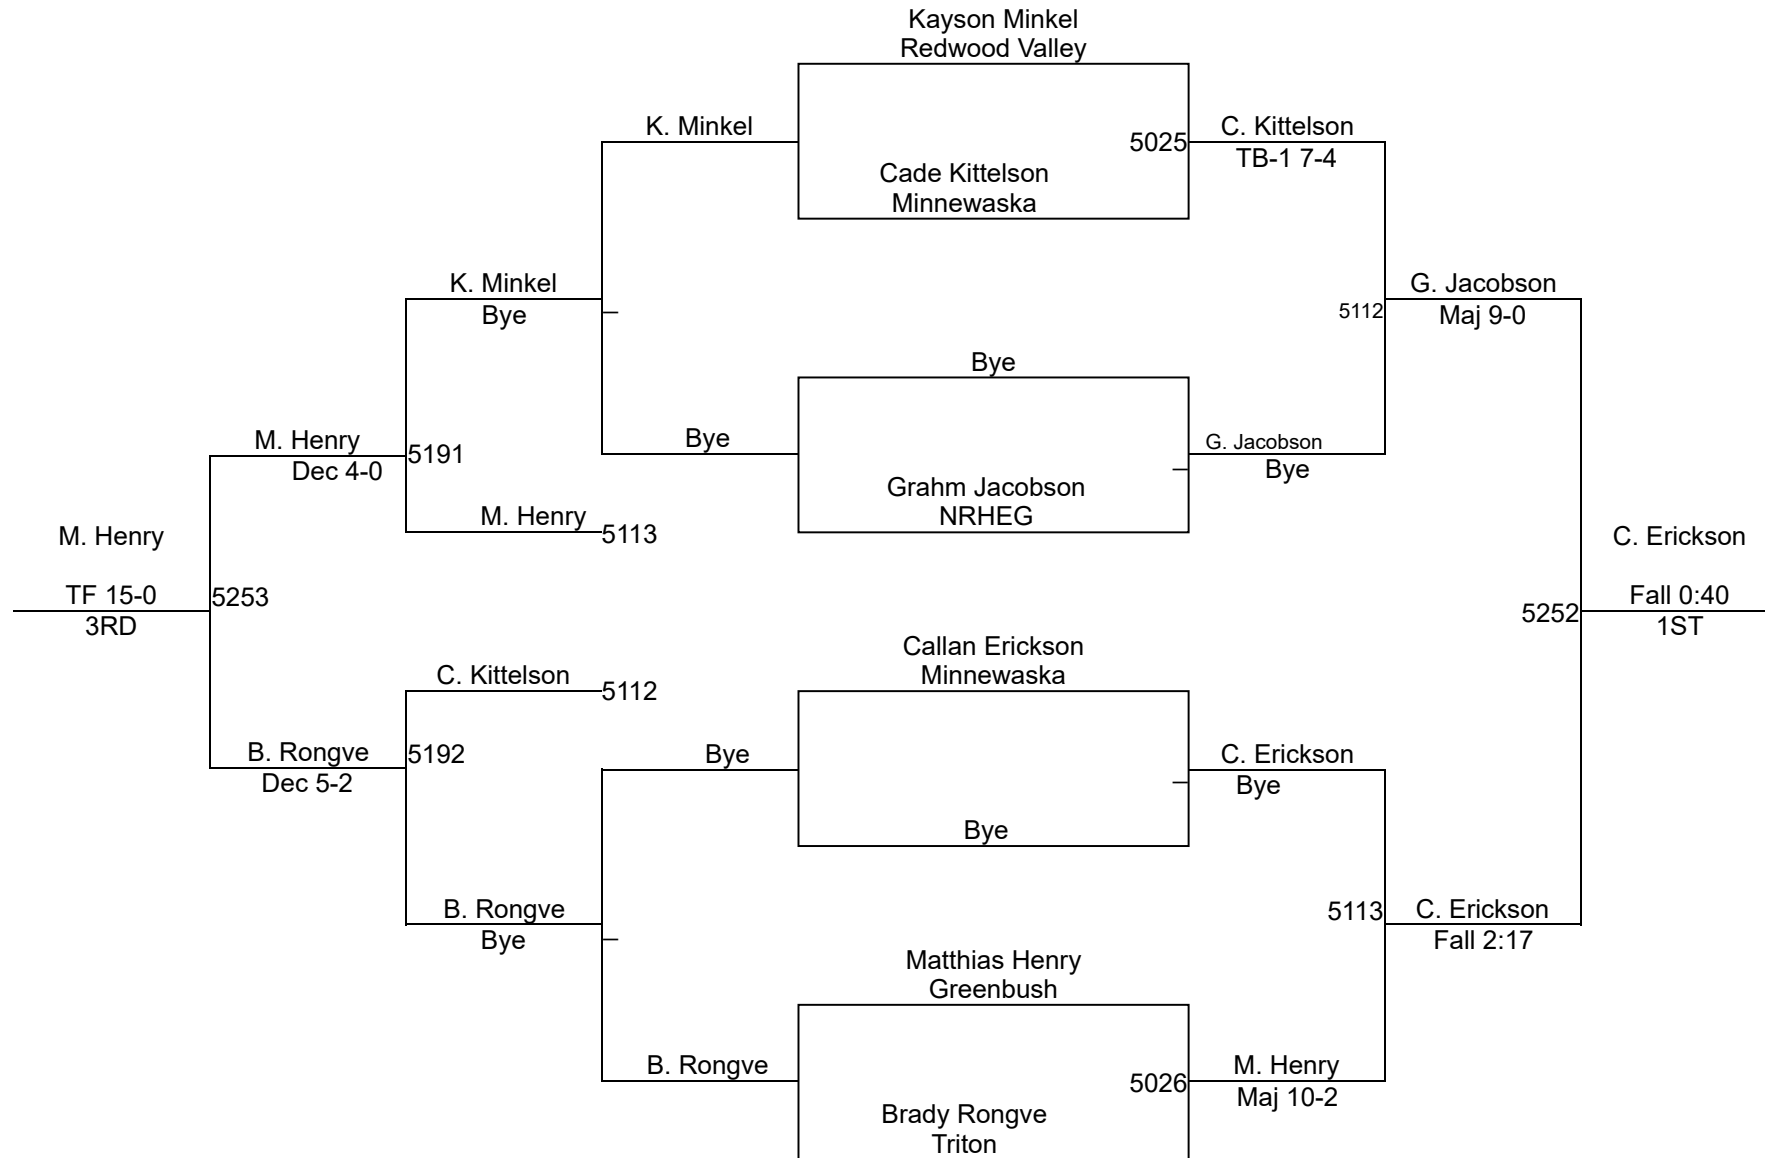 Kayson Minkel
Redwood Valley
K. Minkel
5025
C. Kittelson
TB-1 7-4
Cade Kittelson
Minnewaska
K. Minkel
Bye
G. Jacobson
Maj 9-0
5112
Bye
M. Henry
Dec 4-0
5191
Bye
G. Jacobson
Bye
Grahm Jacobson
NRHEG
M. Henry
5113
M. Henry
C. Erickson
TF 15-0
3RD
5253
5252
Fall 0:40
1ST
Callan Erickson
Minnewaska
C. Kittelson
5112
B. Rongve
Dec 5-2
5192
Bye
C. Erickson
Bye
Bye
B. Rongve
Bye
5113
C. Erickson
Fall 2:17
Matthias Henry
Greenbush
B. Rongve
5026
M. Henry
Maj 10-2
Brady Rongve
Triton